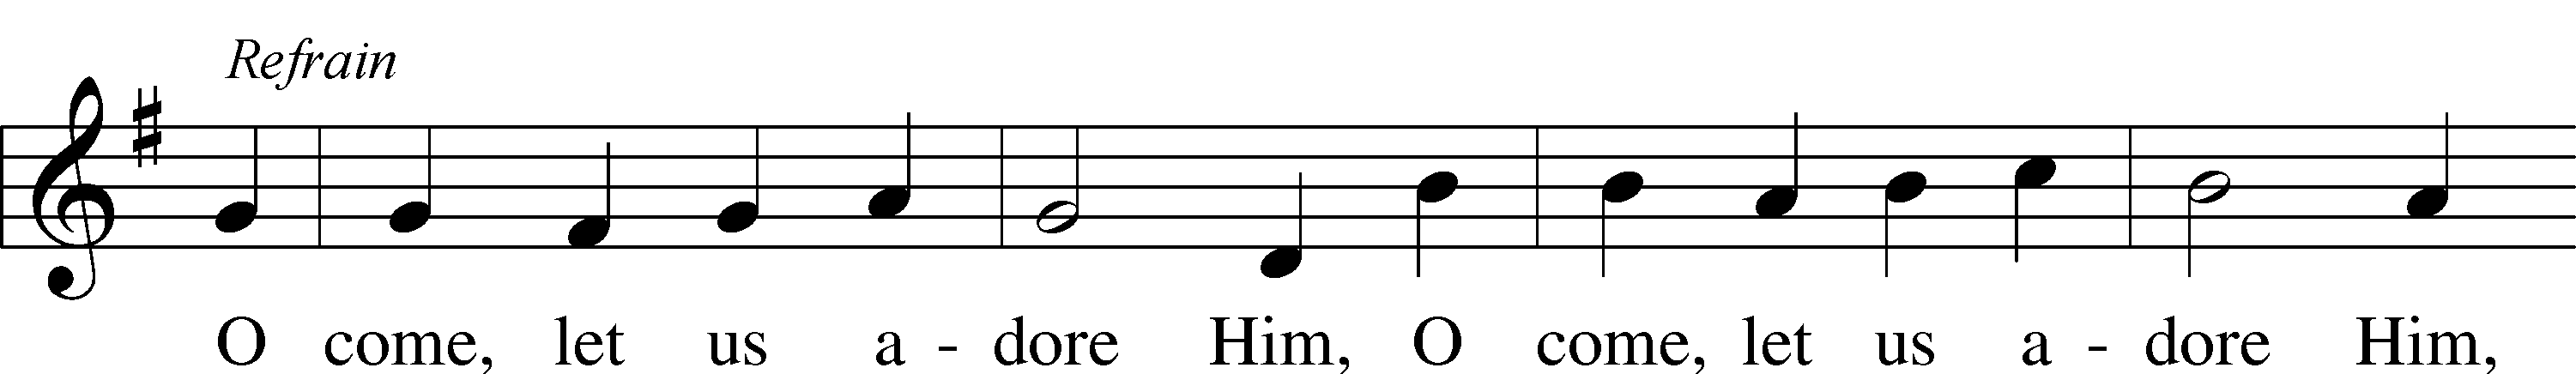 Refrain
O come, let us a - dore Him, O come, let us a - dore Him,